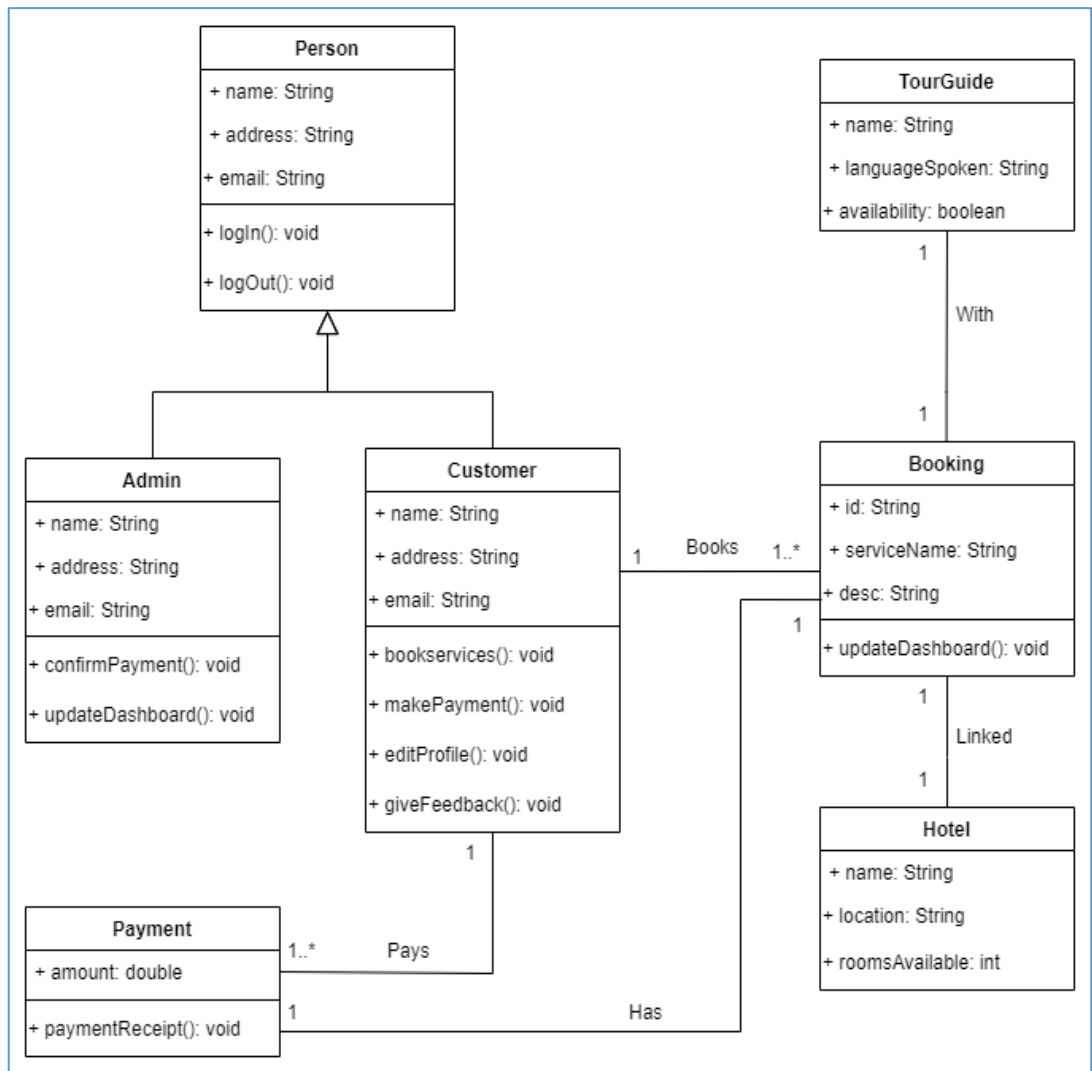 Person
+ name: String
+ address: String
+ email: String
+ logIn(): void
+ logOut(): void
TourGuide
+ name: String
+ languageSpoken: String
+ availability: boolean
1
With
1
Admin
+ name: String
+ address: String
+ email: String
+ confirmPayment(): void
+ updateDashboard(): void
Customer
+ name: String
+ address: String
+ email: String
+ bookservices(): void
+ makePayment(): void
+ editProfile(): void
+ giveFeedback(): void
1
Books
1..*
Booking
+ id: String
+ serviceName: String
+ desc: String
+ updateDashboard(): void
1
1
Linked
1
Hotel
+ name: String
+ location: String
+ roomsAvailable: int
1
Pays
1..*
Payment
+ amount: double
+ paymentReceipt(): void
1
Has